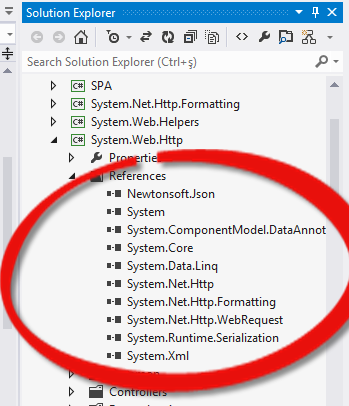 Solution Explorer
Search Solution Explorer (Ctrl+ş)
C# SPA
C# System.Net.Http.Formatting
C# System.Web.Helpers
C# System.Web.Http
Properties
References
Newtonsoft.Json
System
System.ComponentModel.DataAnnot
System.Core
System.Data.Linq
System.Net.Http
System.Net.Http.Formatting
System.Net.Http.WebRequest
System.Runtime.Serialization
System.Xml
Controllers